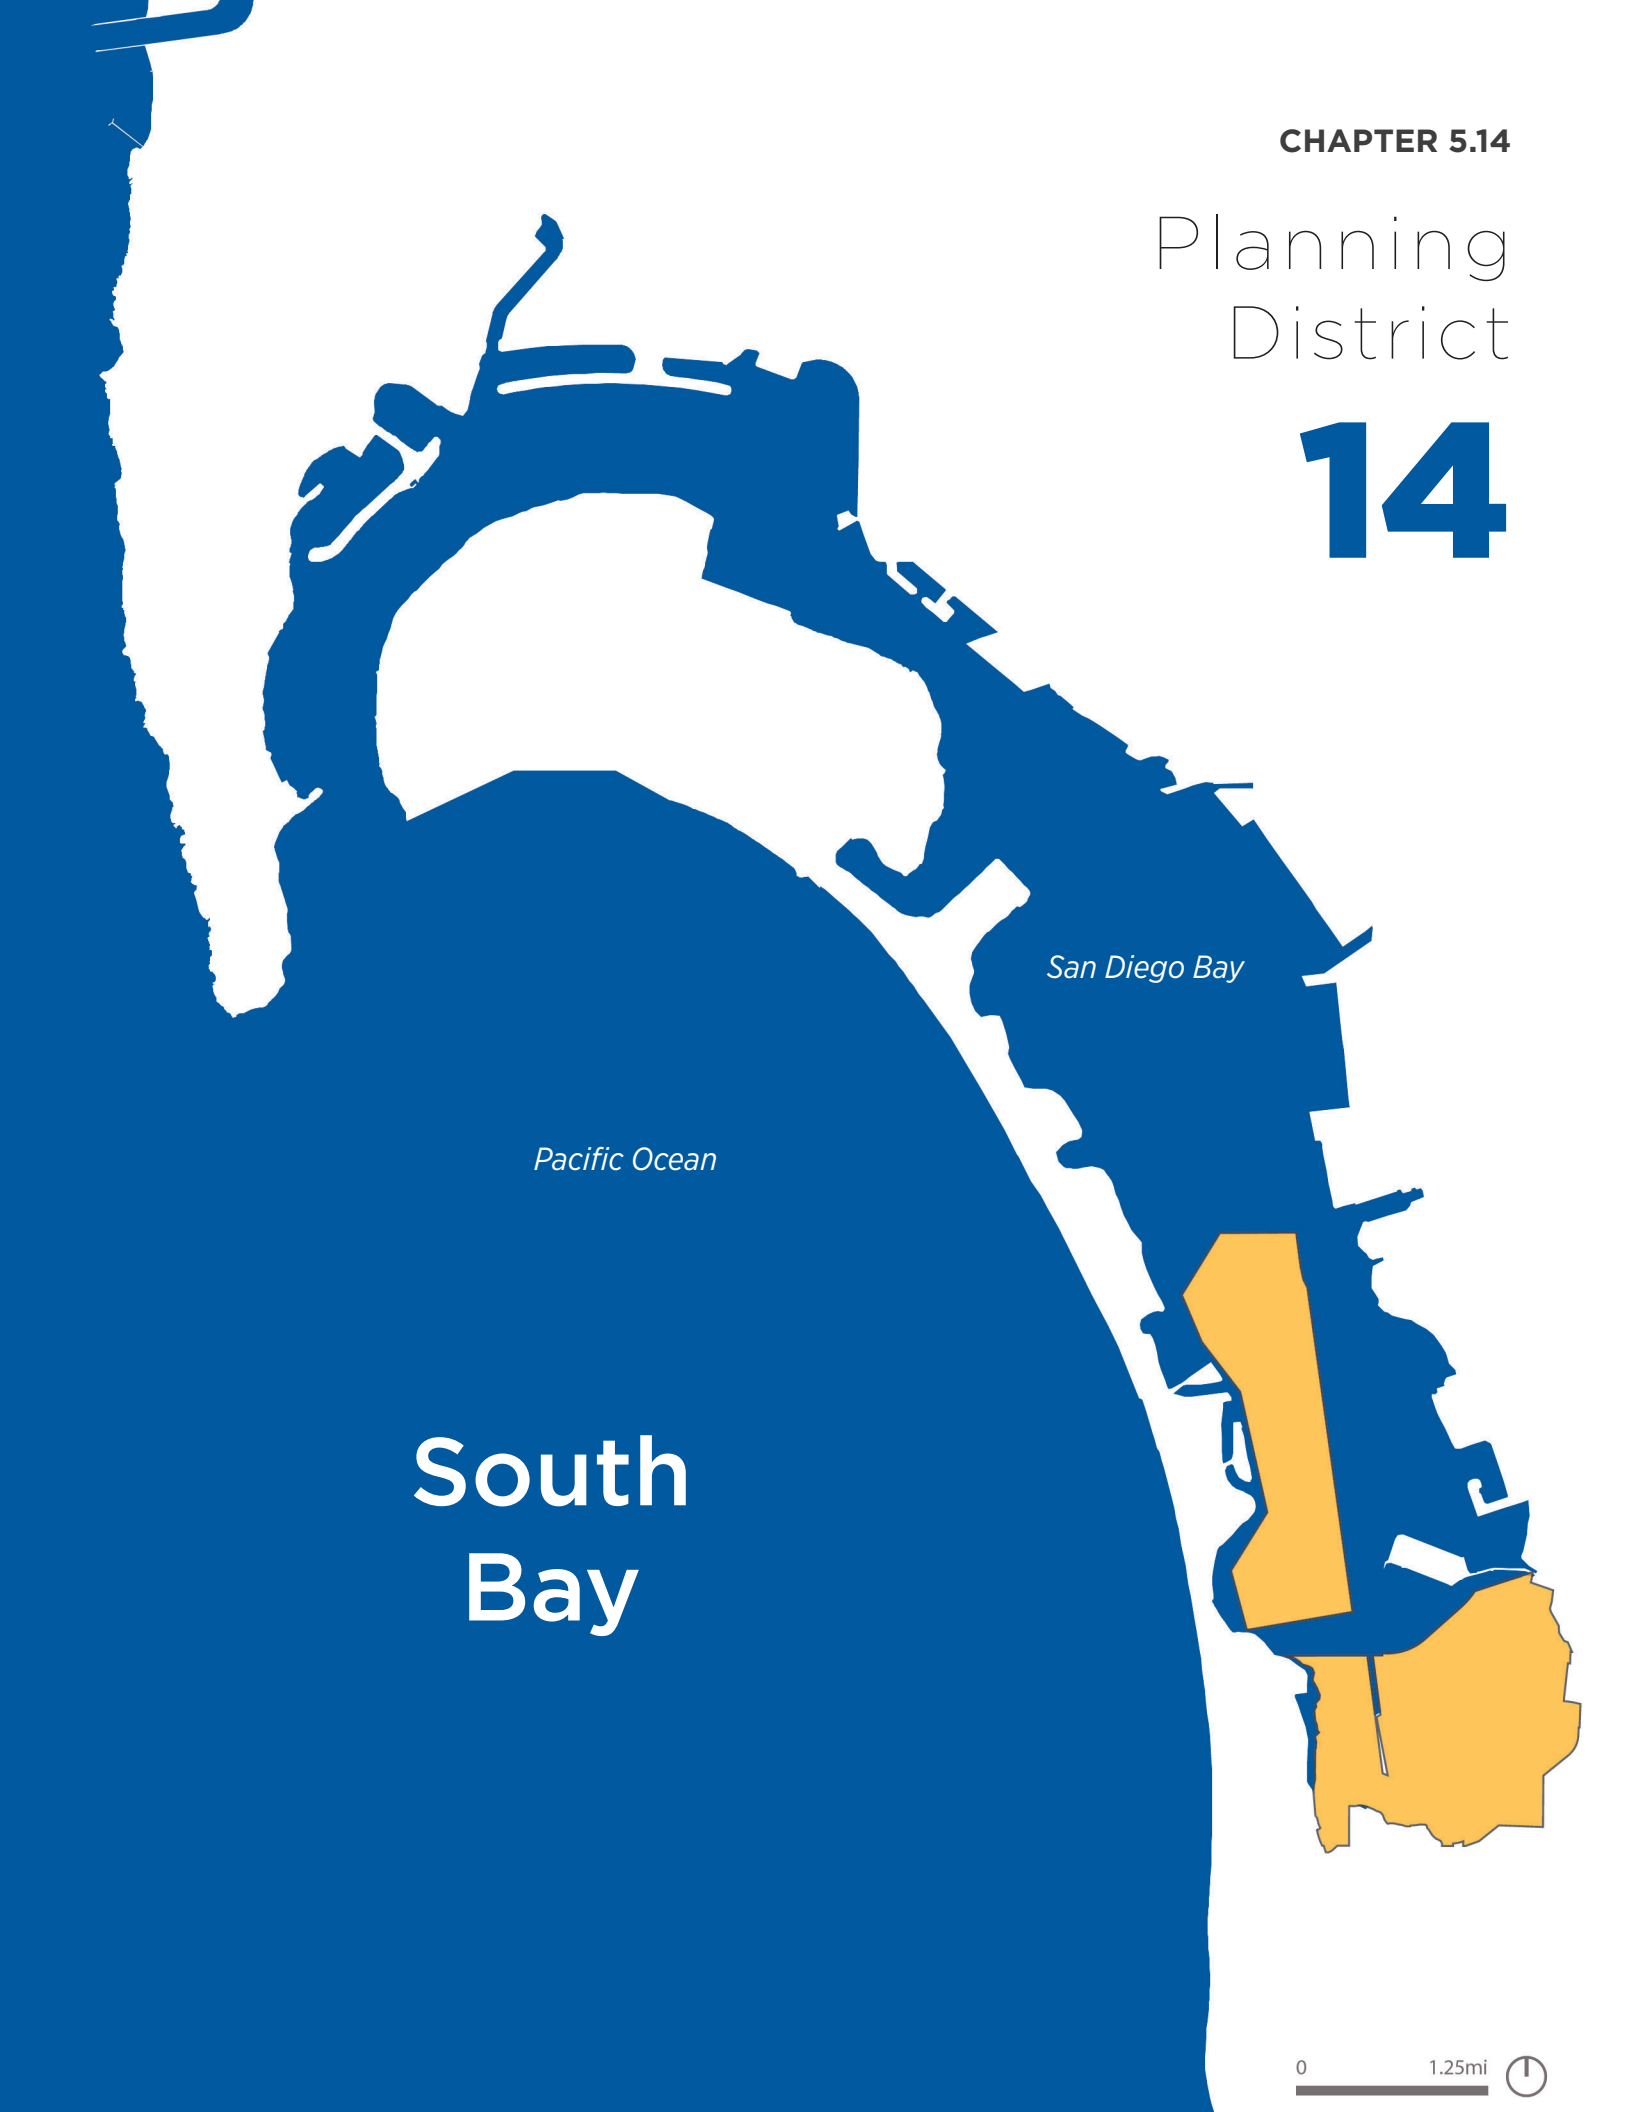 CHAPTER 5.14
Planning
District
14
San Diego Bay
Pacific Ocean
South
Bay
0 1.25mi